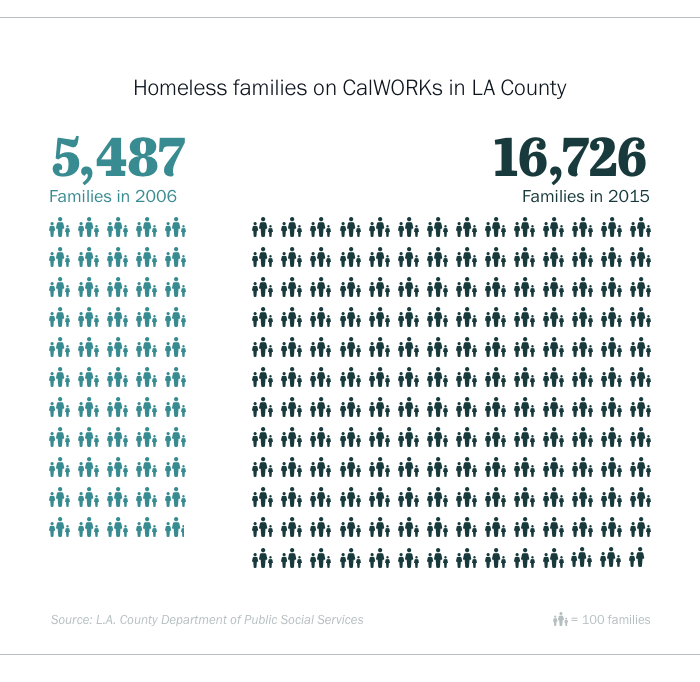 Homeless families on CalWORKs in LA County
5,487
Families in 2006
16,726
Families in 2015
Source: L.A. County Department of Public Social Services
= 100 families